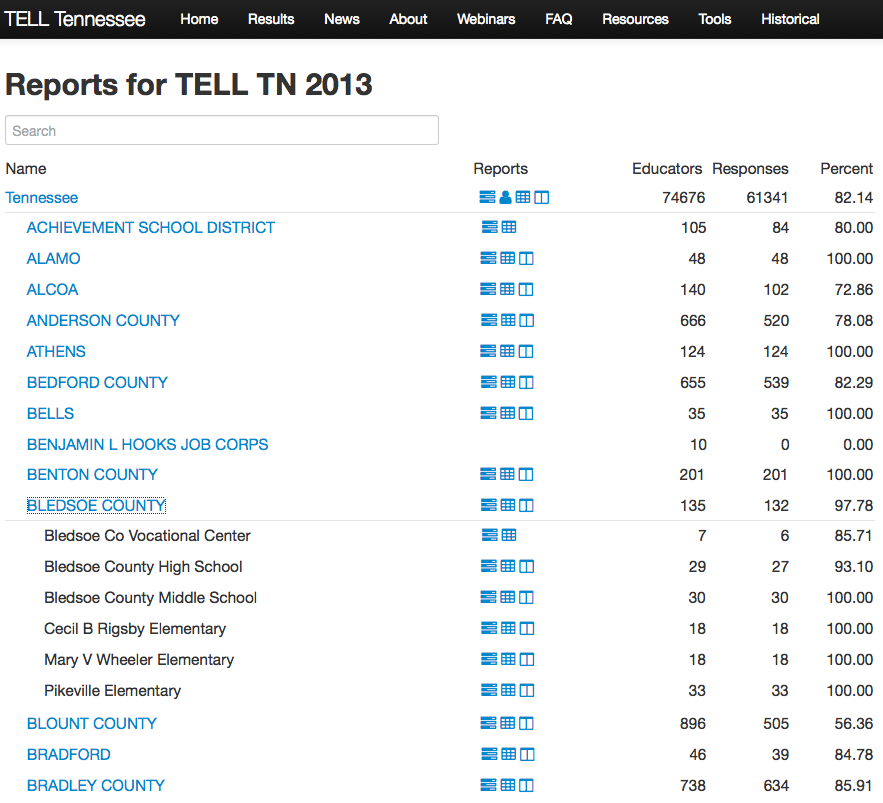 TELL Tennessee Home Results News About Webinars FAQ Resources Tools Historical
Reports for TELL TN 2013
Search
Name Reports Educators Responses Percent
Tennessee 74676 61341 82.14
ACHIEVEMENT SCHOOL DISTRICT 105 84 80.00
ALAMO 48 48 100.00
ALCOA 140 102 72.86
ANDERSON COUNTY 666 520 78.08
ATHENS 124 124 100.00
BEDFORD COUNTY 655 539 82.29
BELLS 35 35 100.00
BENJAMIN L HOOKS JOB CORPS 10 0 0.00
BENTON COUNTY 201 201 100.00
BLEDSOE COUNTY 135 132 97.78
Bledsoe Co Vocational Center 7 6 85.71
Bledsoe County High School 29 27 93.10
Bledsoe County Middle School 30 30 100.00
Cecil B Rigsby Elementary 18 18 100.00
Mary V Wheeler Elementary 18 18 100.00
Pikeville Elementary 33 33 100.00
BLOUNT COUNTY 896 505 56.36
BRADFORD 46 39 84.78
BRADLEY COUNTY 738 634 85.91